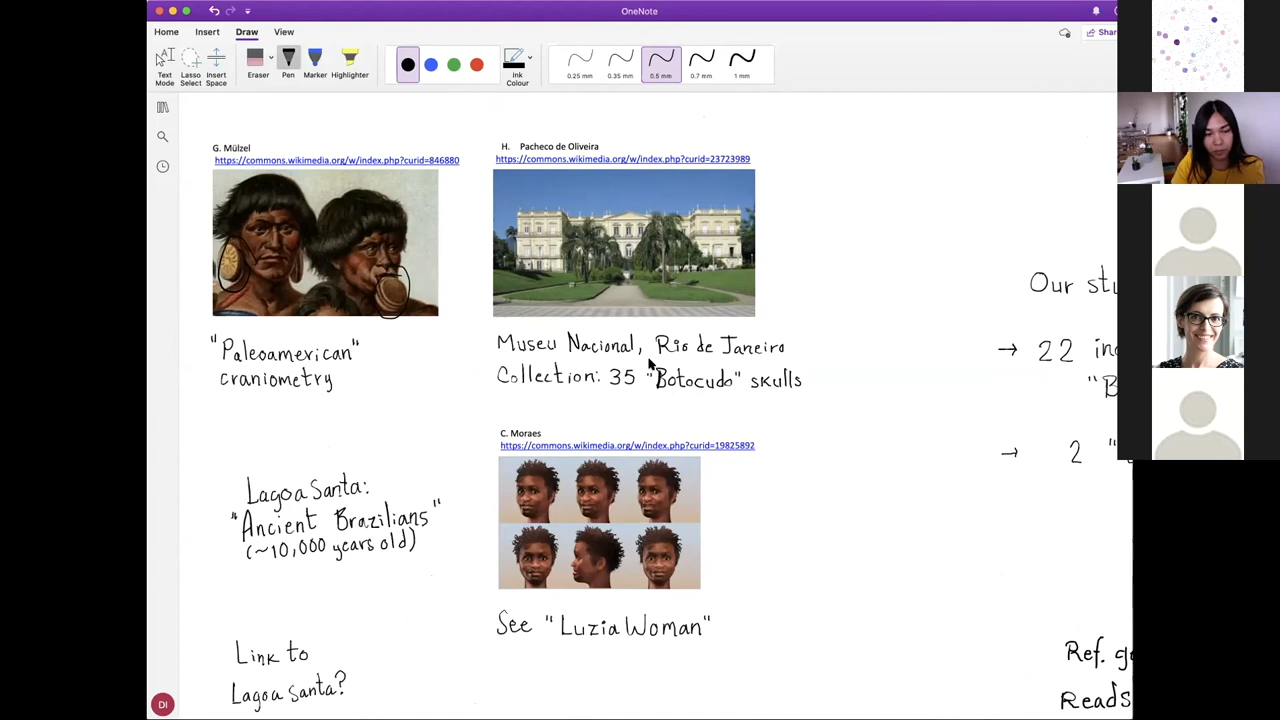 OneNote
Home Insert Draw View
Text Mode
Lasso Select
Insert Space
Eraser
Pen
Marker
Highlighter
Ink Colour
0.25 mm
0.35 mm
0.5 mm
0.7 mm
1 mm
Shar
G. Mülzel
https://commons.wikimedia.org/w/index.php?curid=846880
"Paleoamerican"
craniometry
H. Pacheco de Oliveira
https://commons.wikimedia.org/w/index.php?curid=23723989
Museu Nacional, Rio de Janeiro
Collection: 35 "Botocudo" skulls
C. Moraes
https://commons.wikimedia.org/w/index.php?curid=19825892
Lagoa Santa:
"Ancient Brazilians"
(~10,000 years old)
See "Luzia Woman"
Link to
Lagoa Santa?
Our stu
→ 22 in
"B
→ 2 "
Ref. g
Reads
DI